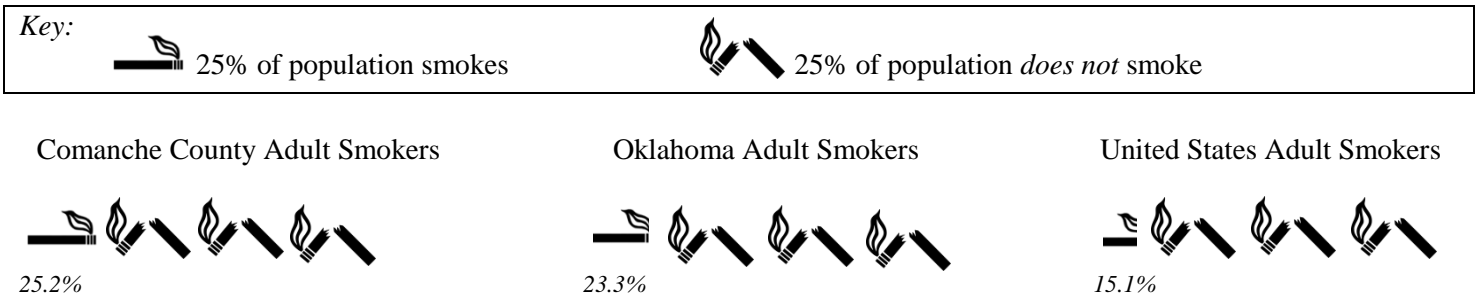 Key:
25% of population smokes 25% of population does not smoke
Comanche County Adult Smokers Oklahoma Adult Smokers United States Adult Smokers
25.2% 23.3% 15.1%